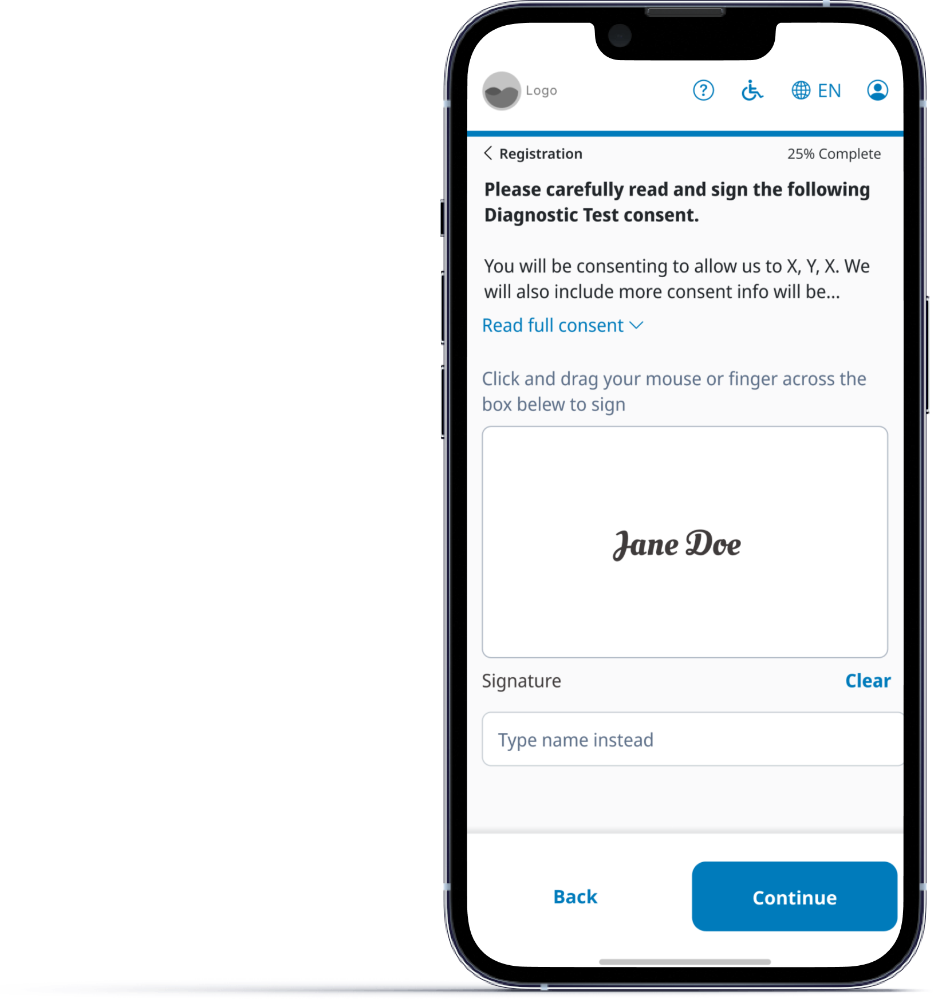 Logo
EN
Registration
25% Complete
Please carefully read and sign the following
Diagnostic Test consent.
You will be consenting to allow us to X, Y, X. We
will also include more consent info will be...
Read full consent
Click and drag your mouse or finger across the
box belew to sign
Jane Doe
Signature
Clear
Type name instead
Back
Continue